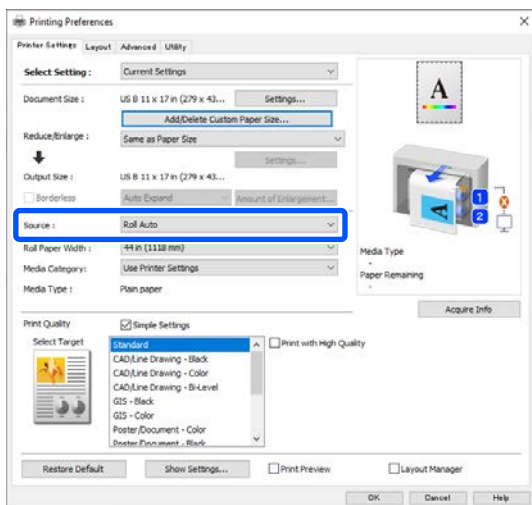 Printing Preferences
Printer Settings Layout Advanced Utility
Select Setting : Current Settings
Document Size : US B 11 x 17 in (279 x 43... Settings...
Add/Delete Custom Paper Size...
Reduce/Enlarge : Same as Paper Size
Settings...
Output Size : US B 11 x 17 in (279 x 43...
Borderless Auto Expand Amount of Enlargement...
Source : Roll Auto
Roll Paper Width : 44 in (1118 mm)
Media Category: Use Printer Settings
Media Type : Plain paper
A
A
1
2
Media Type
-
Paper Remaining
-
Acquire Info
Print Quality Simple Settings
Select Target
Standard
CAD/Line Drawing - Black
CAD/Line Drawing - Color
CAD/Line Drawing - Bi-Level
GIS - Black
GIS - Color
Poster/Document - Color
Poster/Document - Black
Print with High Quality
Restore Default Show Settings... Print Preview Layout Manager
OK Cancel Help